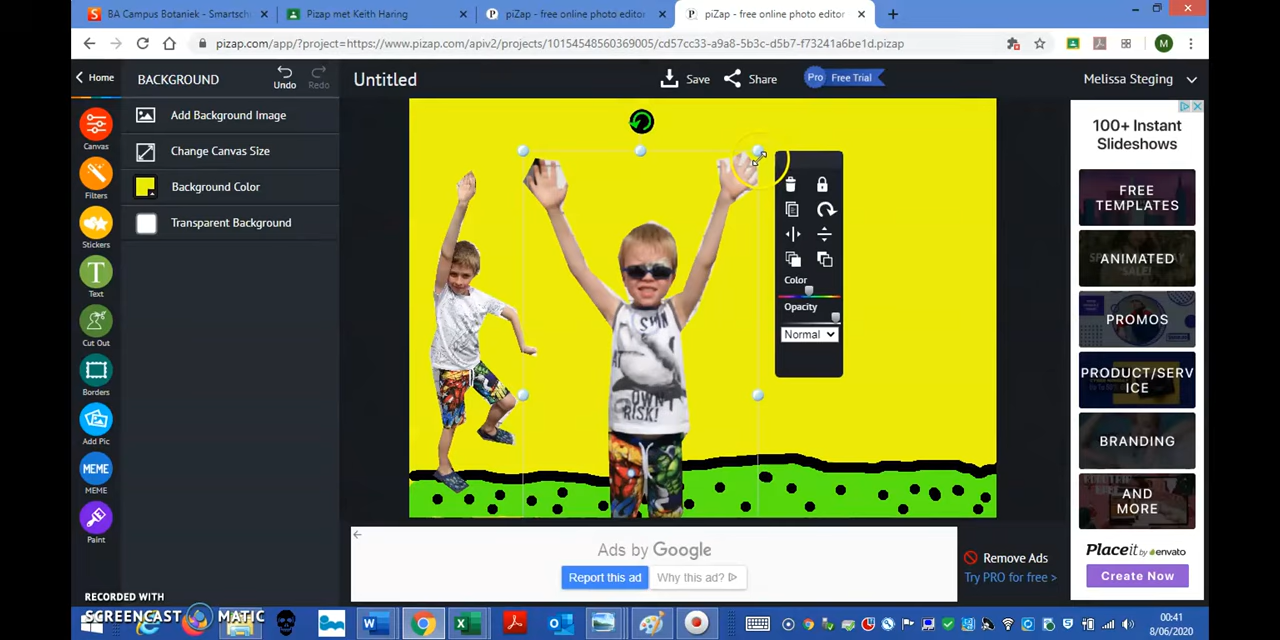 BA Campus Botaniek - Smartsch
Pizap met Keith Haring
piZap - free online photo editor
piZap - free online photo editor
pizap.com/app/?project=https://www.pizap.com/apiv2/projects/10154548560369005/cd57cc33-a9a8-5b3c-d5b7-f73241a6be1d.pizap
M
Home
BACKGROUND
Undo
Redo
Untitled
Save
Share
Pro
Free Trial
Melissa Steging
Canvas
Filters
Stickers
T
Text
Cut Out
Borders
Add Pic
MEME
MEME
Paint
Add Background Image
Change Canvas Size
Background Color
Transparent Background
Color
Opacity
Normal
OWN
RISK!
100+ Instant
Slideshows
FREE
TEMPLATES
ANIMATED
PROMOS
PRODUCT/SERV
ICE
BRANDING
AND
MORE
Placeit by envato
Create Now
Ads by Google
Report this ad
Why this ad?
Remove Ads
Try PRO for free >
RECORDED WITH
SCREENCAST MATIC
00:41
8/06/2020